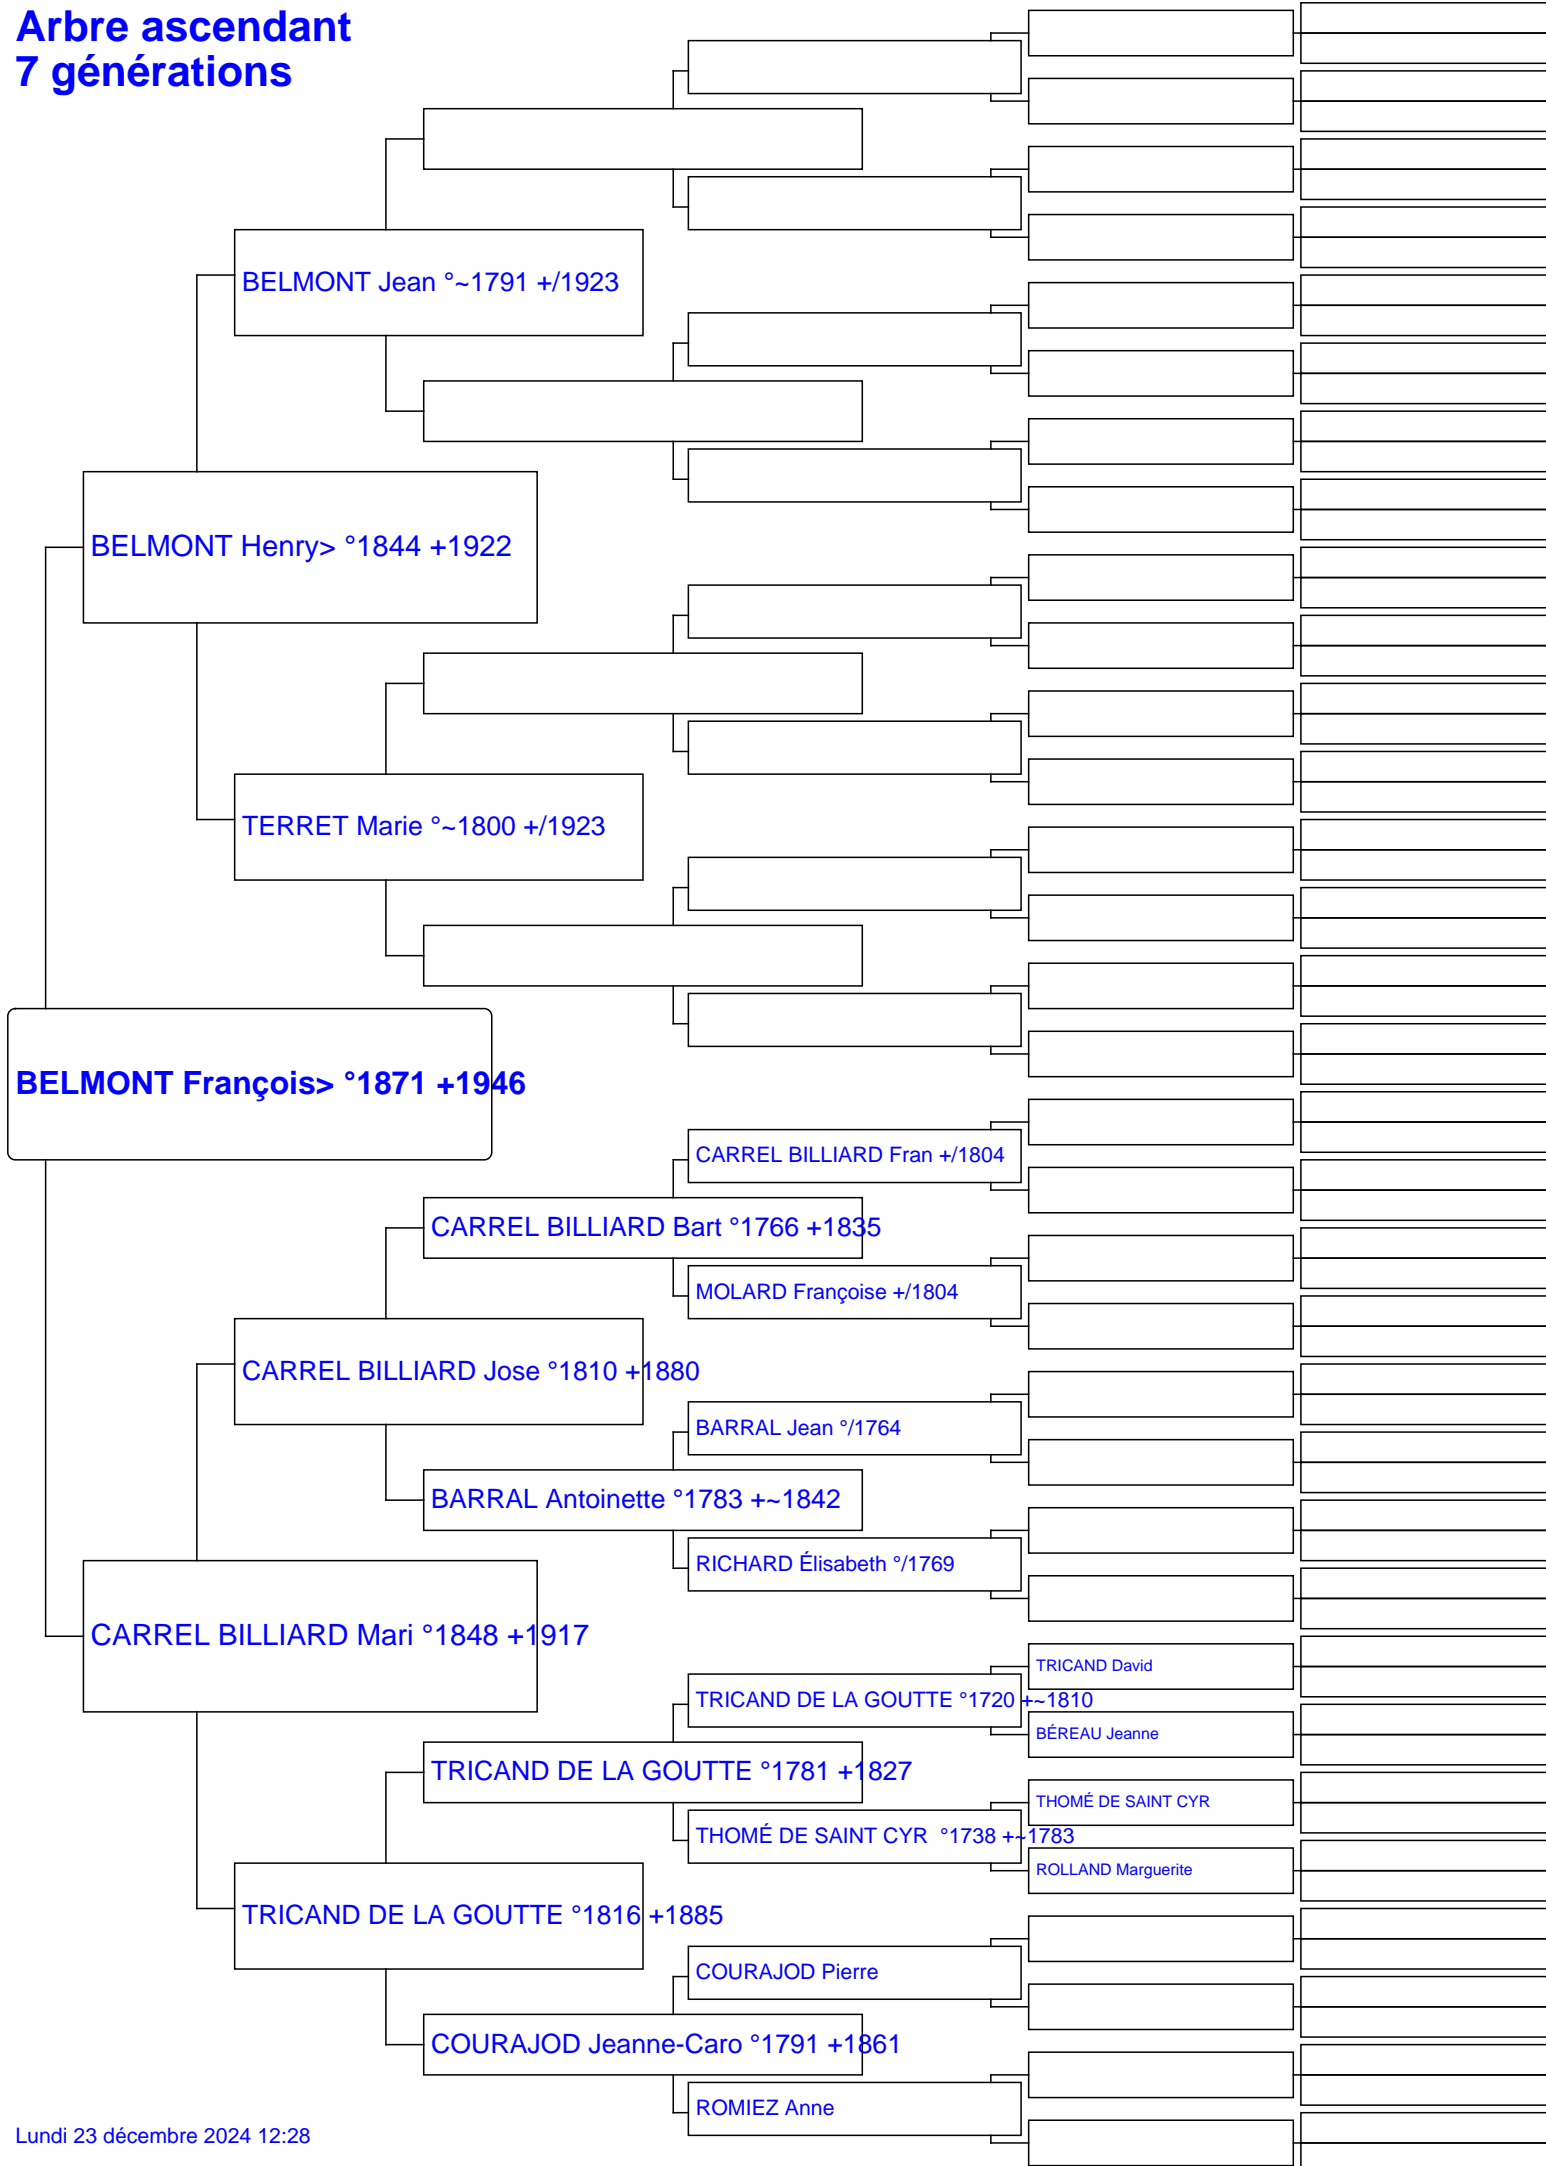 Arbre ascendant
7 générations
BELMONT Jean °~1791 +/1923
BELMONT Henry> °1844 +1922
TERRET Marie °~1800 +/1923
BELMONT François> °1871 +1946
CARREL BILLIARD Fran +/1804
CARREL BILLIARD Bart °1766 +1835
MOLARD Françoise +/1804
CARREL BILLIARD Jose °1810 +1880
BARRAL Jean °/1764
BARRAL Antoinette °1783 +~1842
RICHARD Élisabeth °/1769
CARREL BILLIARD Mari °1848 +1917
TRICAND David
TRICAND DE LA GOUTTE °1720 +~1810
BÉREAU Jeanne
TRICAND DE LA GOUTTE °1781 +1827
THOMÉ DE SAINT CYR
THOMÉ DE SAINT CYR °1738 +~1783
ROLLAND Marguerite
TRICAND DE LA GOUTTE °1816 +1885
COURAJOD Pierre
COURAJOD Jeanne-Caro °1791 +1861
ROMIEZ Anne
Lundi 23 décembre 2024 12:28